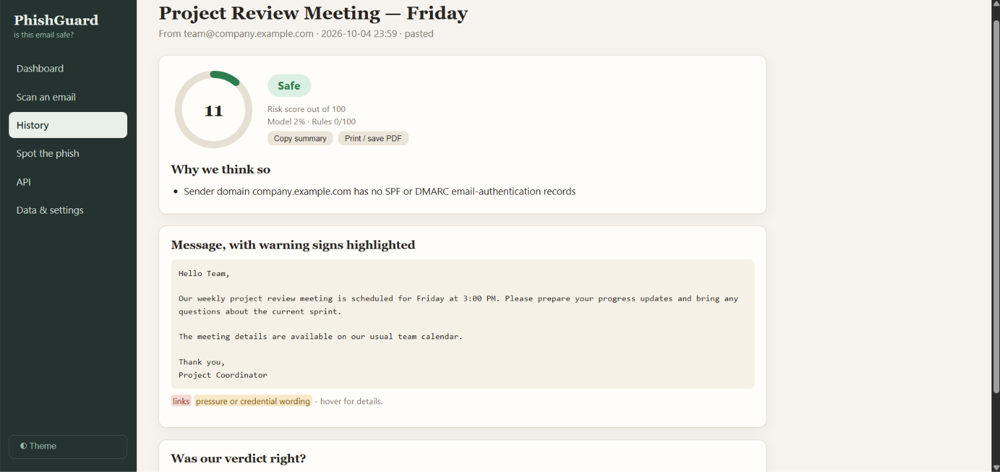 PhishGuard
is this email safe?
Dashboard
Scan an email
History
Spot the phish
API
Data & settings
◐ Theme
Project Review Meeting — Friday
From team@company.example.com · 2026-10-04 23:59 · pasted
11
Safe
Risk score out of 100
Model 2% · Rules 0/100
Copy summary
Print / save PDF
Why we think so
• Sender domain company.example.com has no SPF or DMARC email-authentication records
Message, with warning signs highlighted
Hello Team,
Our weekly project review meeting is scheduled for Friday at 3:00 PM. Please prepare your progress updates and bring any
questions about the current sprint.
The meeting details are available on our usual team calendar.
Thank you,
Project Coordinator
links pressure or credential wording - hover for details.
Was our verdict right?